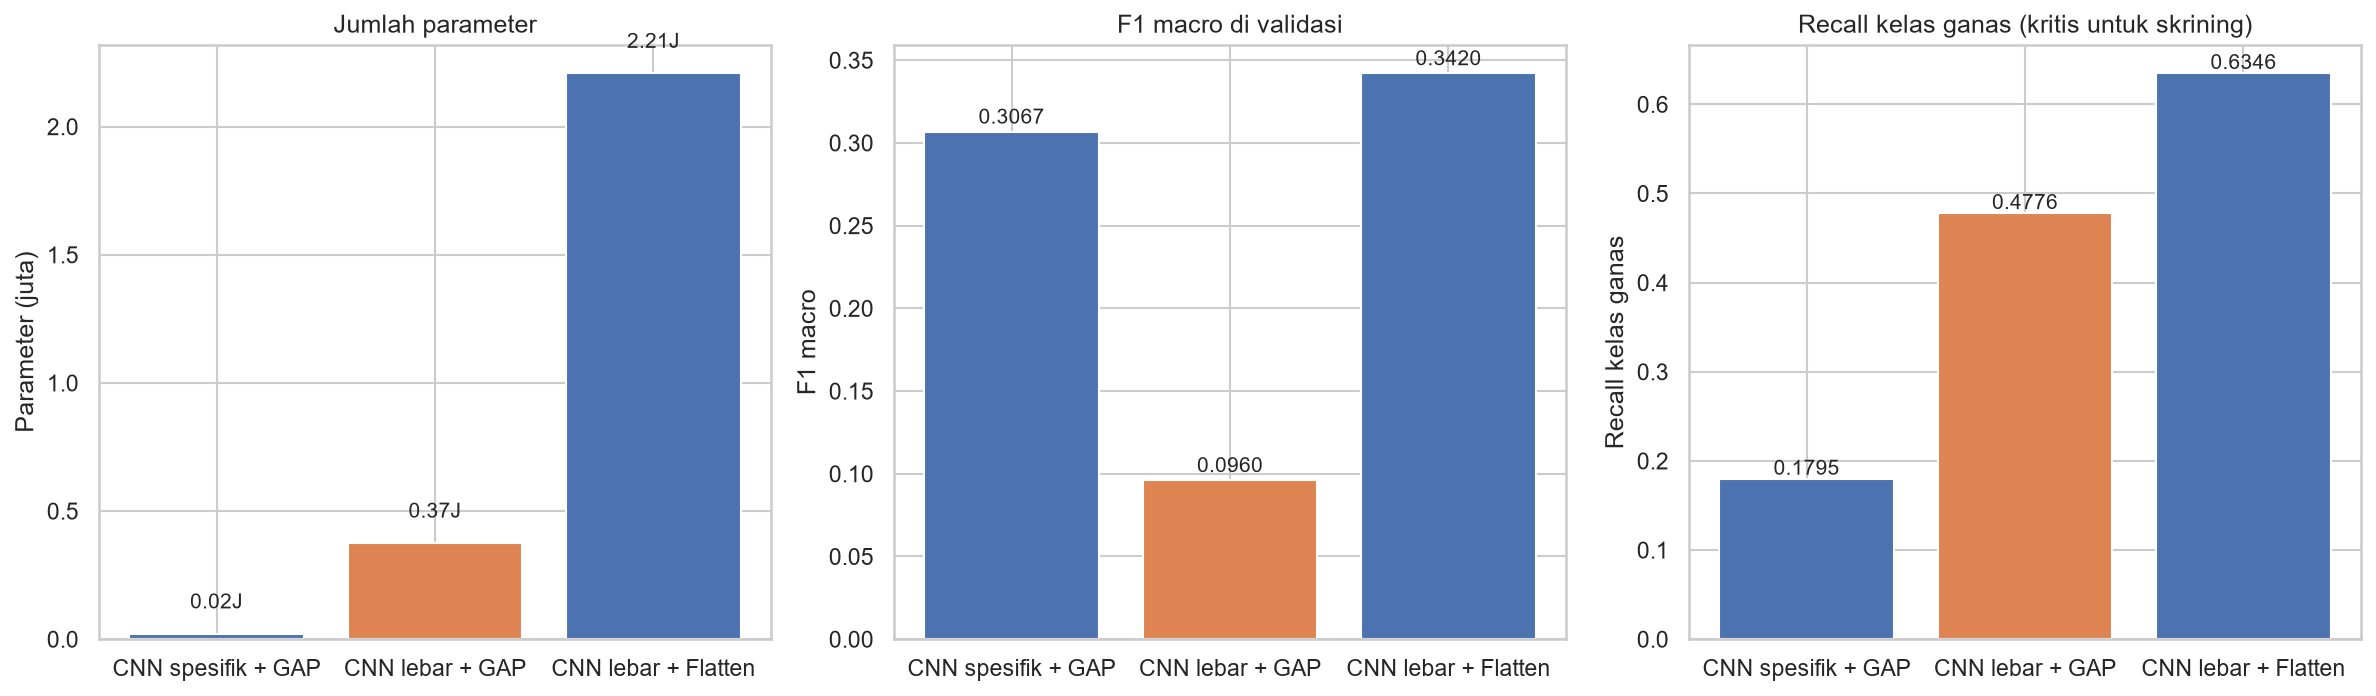 Jumlah parameter
Parameter (juta)
2.0
1.5
1.0
0.5
0.0
0.02J
0.37J
2.21J
CNN spesifik + GAP
CNN lebar + GAP
CNN lebar + Flatten
F1 macro di validasi
F1 macro
0.35
0.30
0.25
0.20
0.15
0.10
0.05
0.00
0.3067
0.0960
0.3420
CNN spesifik + GAP
CNN lebar + GAP
CNN lebar + Flatten
Recall kelas ganas (kritis untuk skrining)
Recall kelas ganas
0.6
0.5
0.4
0.3
0.2
0.1
0.0
0.1795
0.4776
0.6346
CNN spesifik + GAP
CNN lebar + GAP
CNN lebar + Flatten